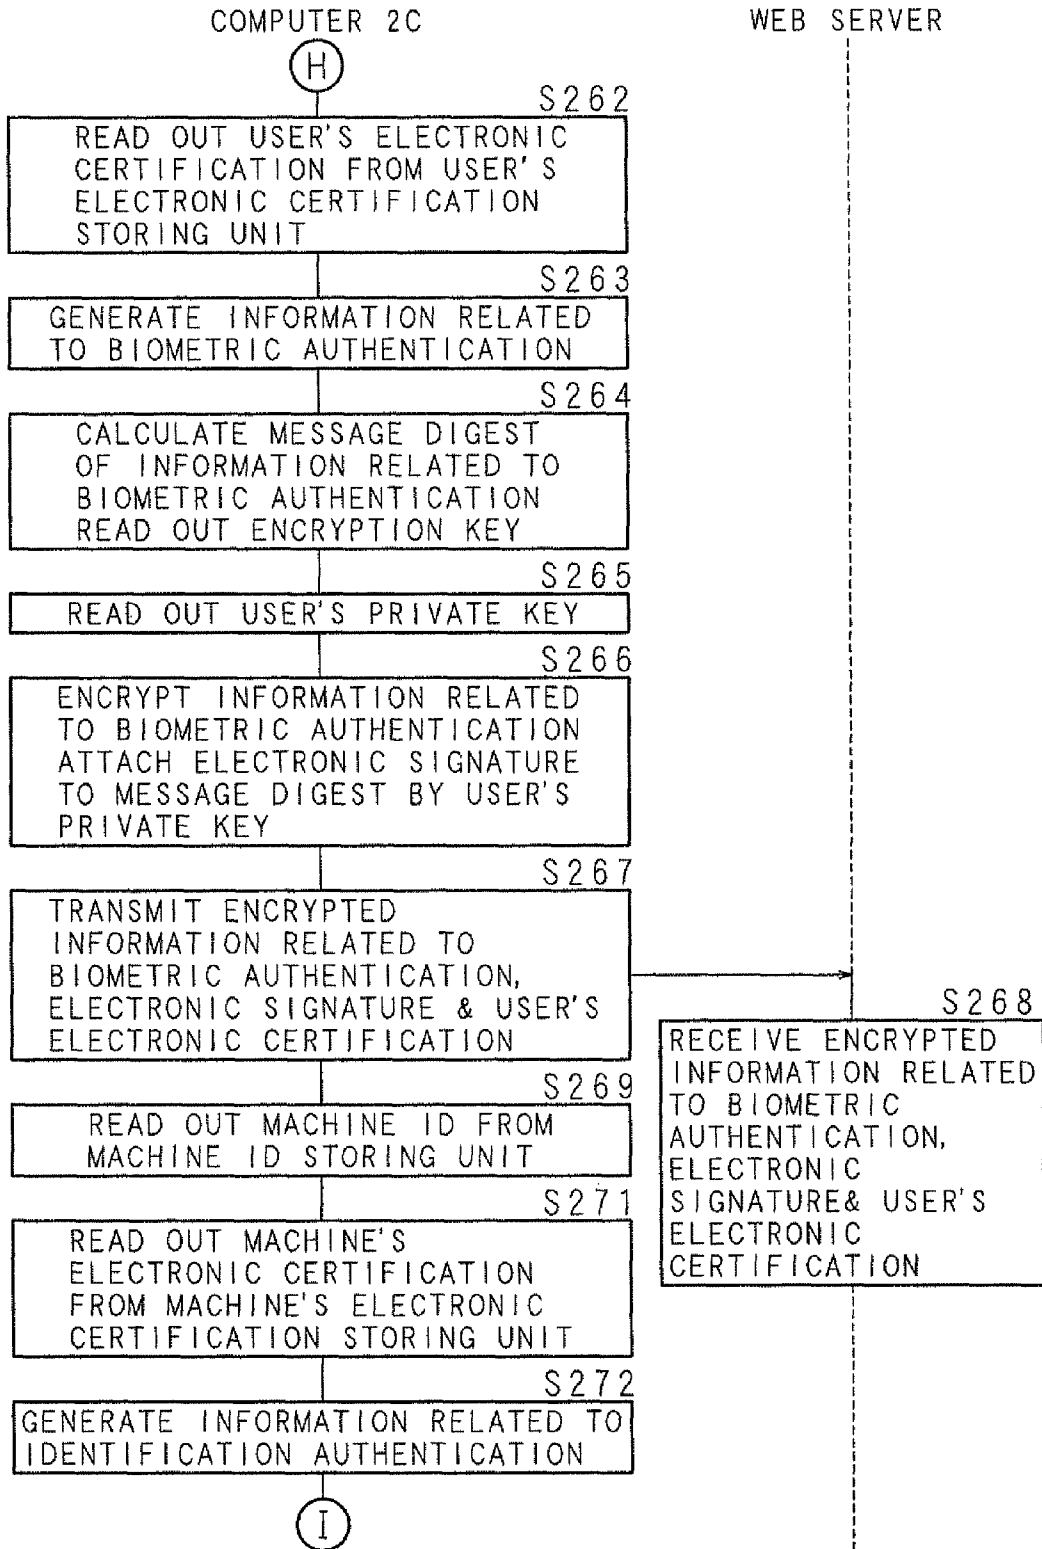 COMPUTER 2C
WEB SERVER
H
S262
READ OUT USER'S ELECTRONIC
CERTIFICATION FROM USER'S
ELECTRONIC CERTIFICATION
STORING UNIT
S263
GENERATE INFORMATION RELATED
TO BIOMETRIC AUTHENTICATION
S264
CALCULATE MESSAGE DIGEST
OF INFORMATION RELATED TO
BIOMETRIC AUTHENTICATION
READ OUT ENCRYPTION KEY
S265
READ OUT USER'S PRIVATE KEY
S266
ENCRYPT INFORMATION RELATED
TO BIOMETRIC AUTHENTICATION
ATTACH ELECTRONIC SIGNATURE
TO MESSAGE DIGEST BY USER'S
PRIVATE KEY
S267
TRANSMIT ENCRYPTED
INFORMATION RELATED TO
BIOMETRIC AUTHENTICATION,
ELECTRONIC SIGNATURE & USER'S
ELECTRONIC CERTIFICATION
S268
RECEIVE ENCRYPTED
INFORMATION RELATED
TO BIOMETRIC
AUTHENTICATION,
ELECTRONIC
SIGNATURE& USER'S
ELECTRONIC
CERTIFICATION
S269
READ OUT MACHINE ID FROM
MACHINE ID STORING UNIT
S271
READ OUT MACHINE'S
ELECTRONIC CERTIFICATION
FROM MACHINE'S ELECTRONIC
CERTIFICATION STORING UNIT
S272
GENERATE INFORMATION RELATED TO
IDENTIFICATION AUTHENTICATION
I